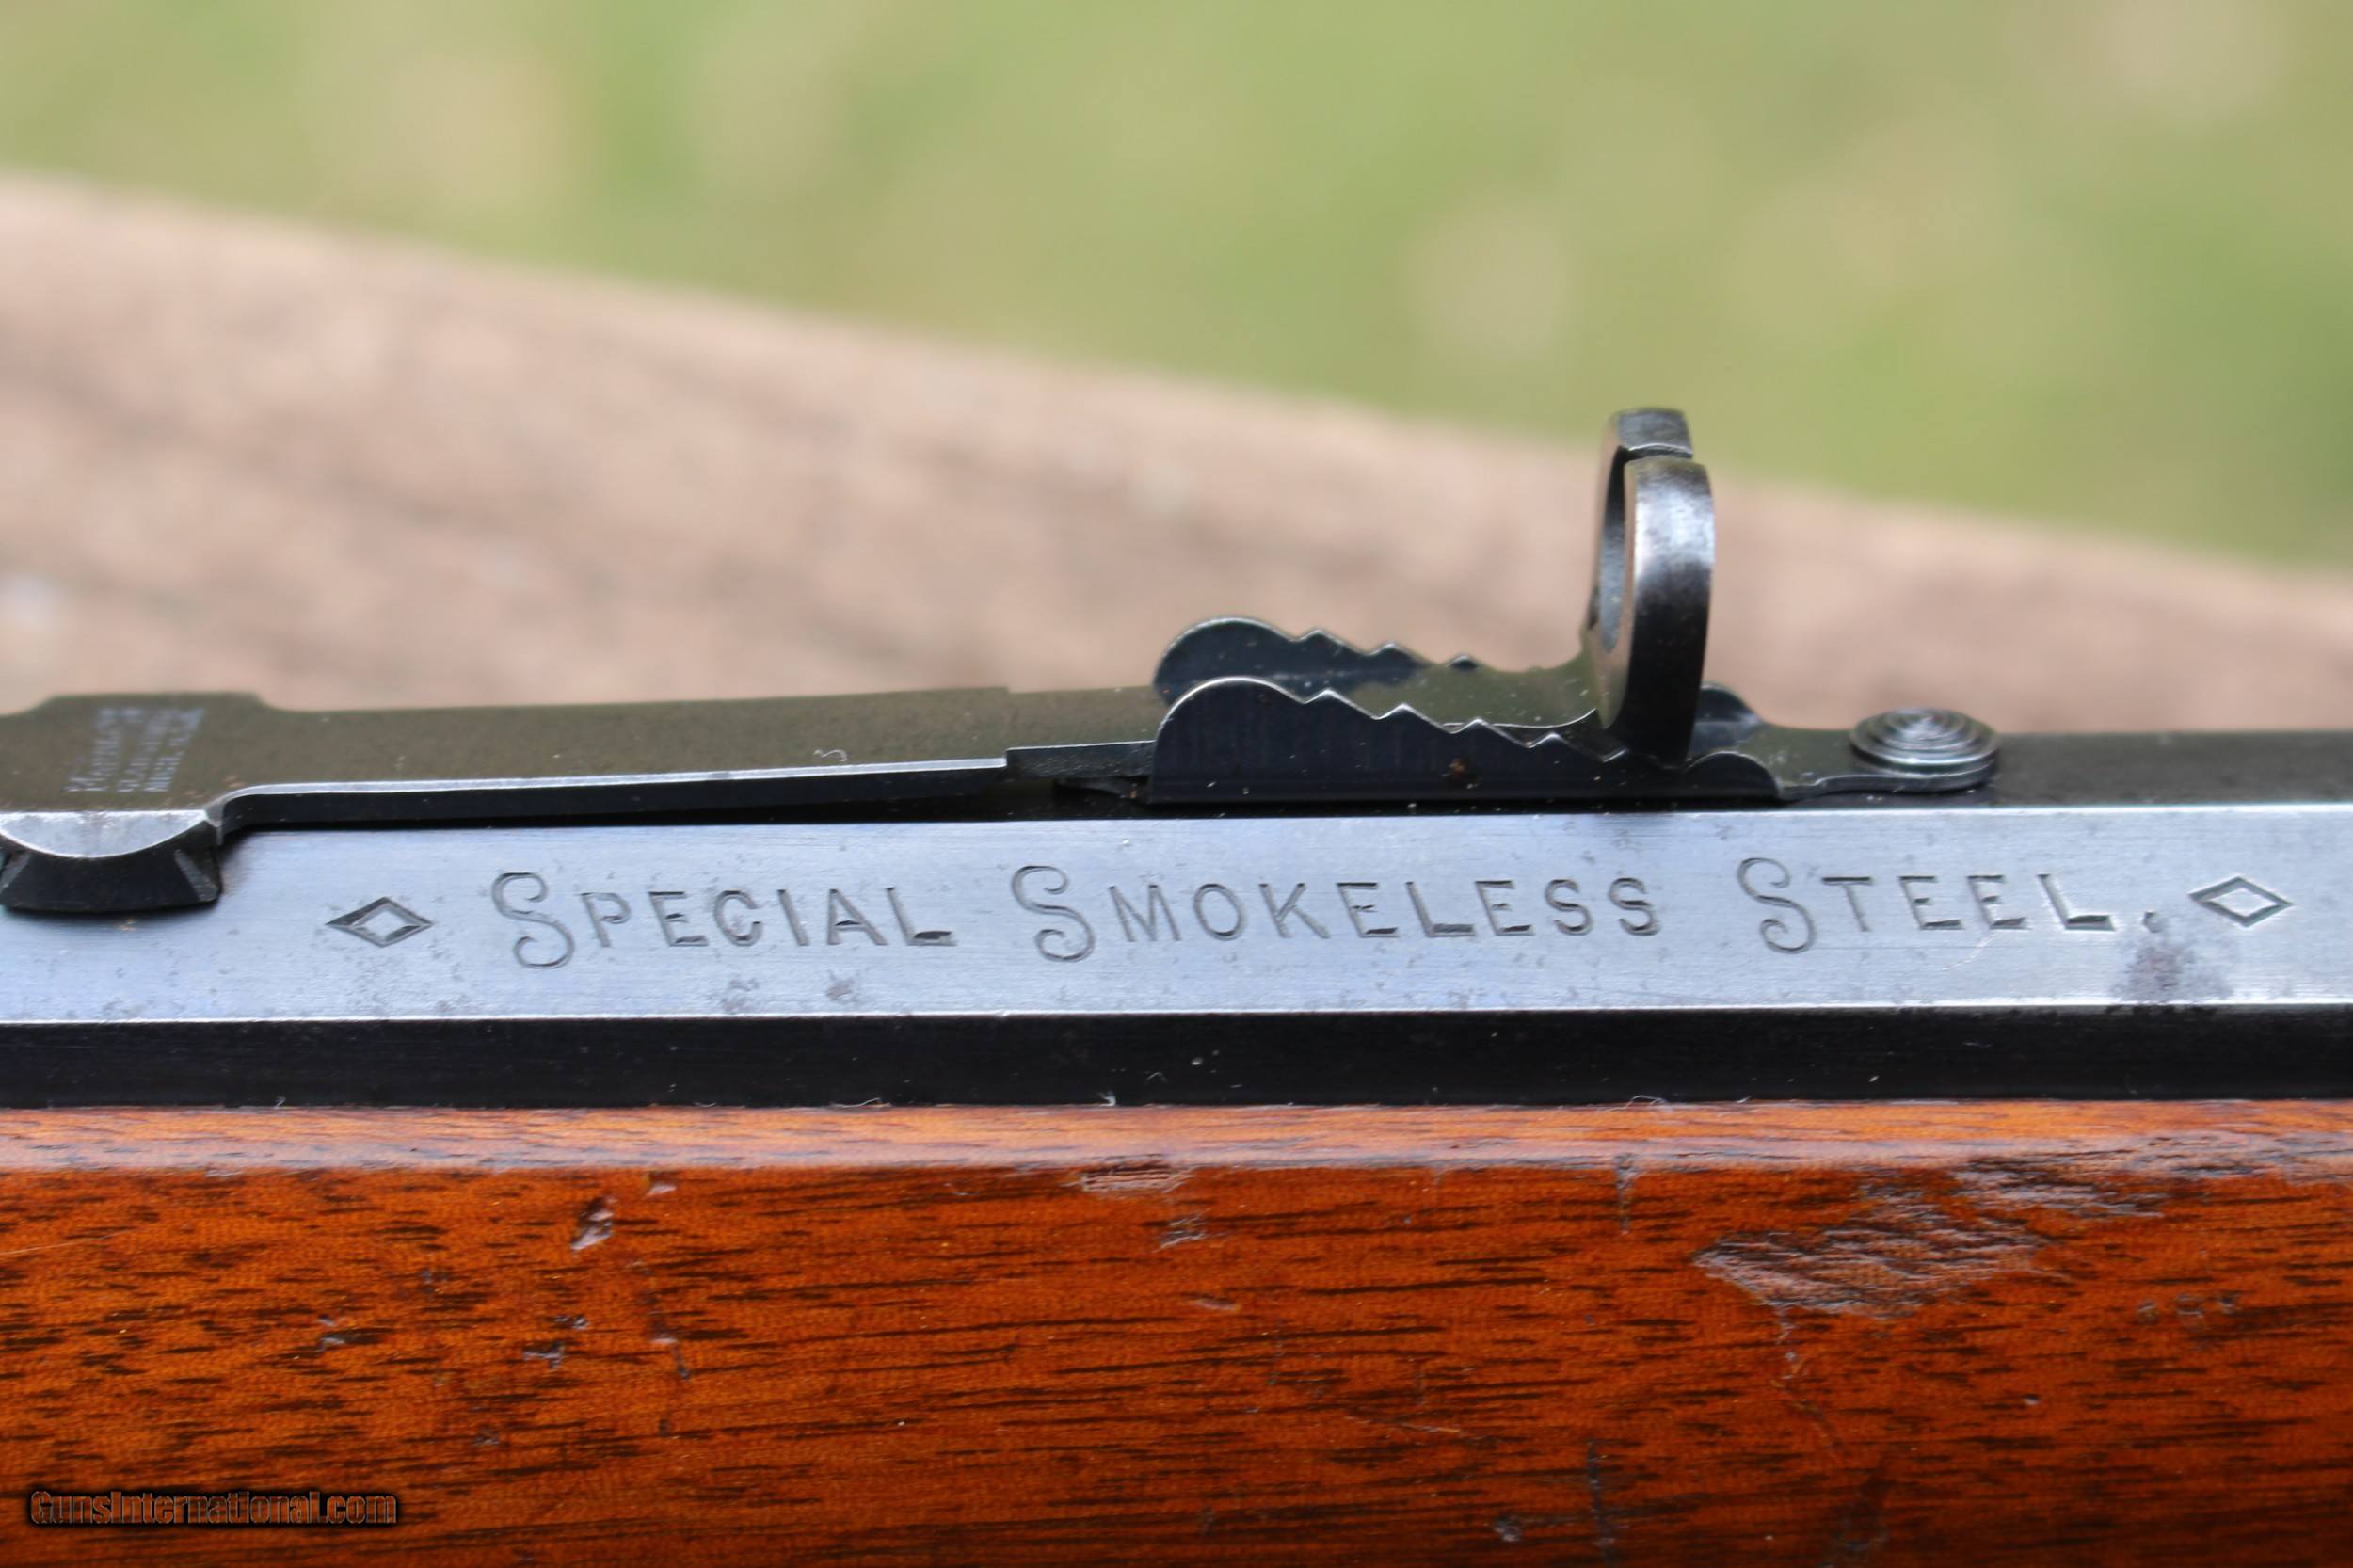 SPECIAL SMOKELESS STEEL.
GunsInternational.com